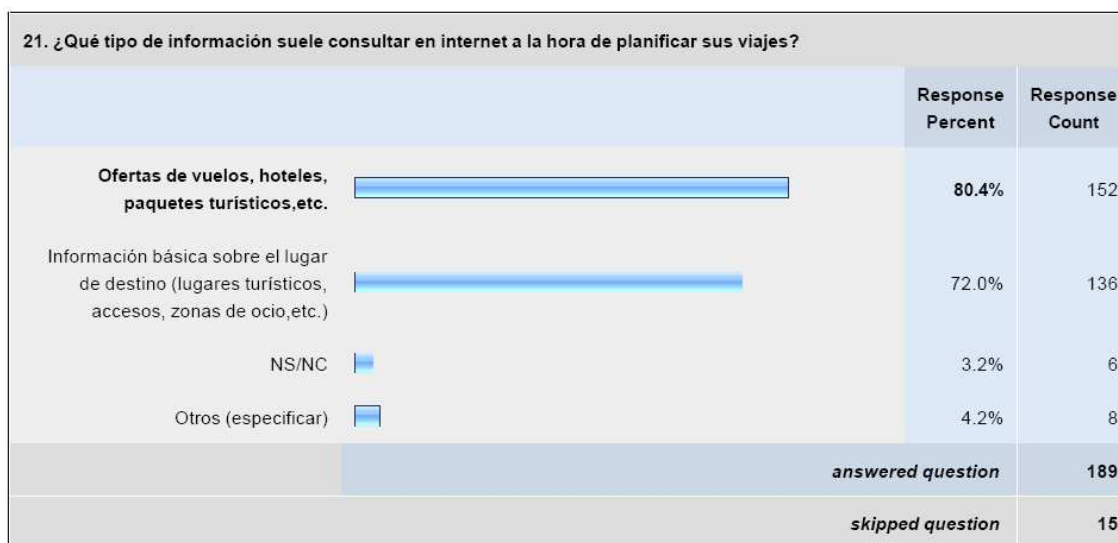 21. ¿Qué tipo de información suele consultar en internet a la hora de planificar sus viajes?
Response Percent
Response Count
Ofertas de vuelos, hoteles,
paquetes turísticos,etc.
80.4%
152
Información básica sobre el lugar
de destino (lugares turísticos,
accesos, zonas de ocio,etc.)
72.0%
136
NS/NC
3.2%
6
Otros (especificar)
4.2%
8
answered question
189
skipped question
15